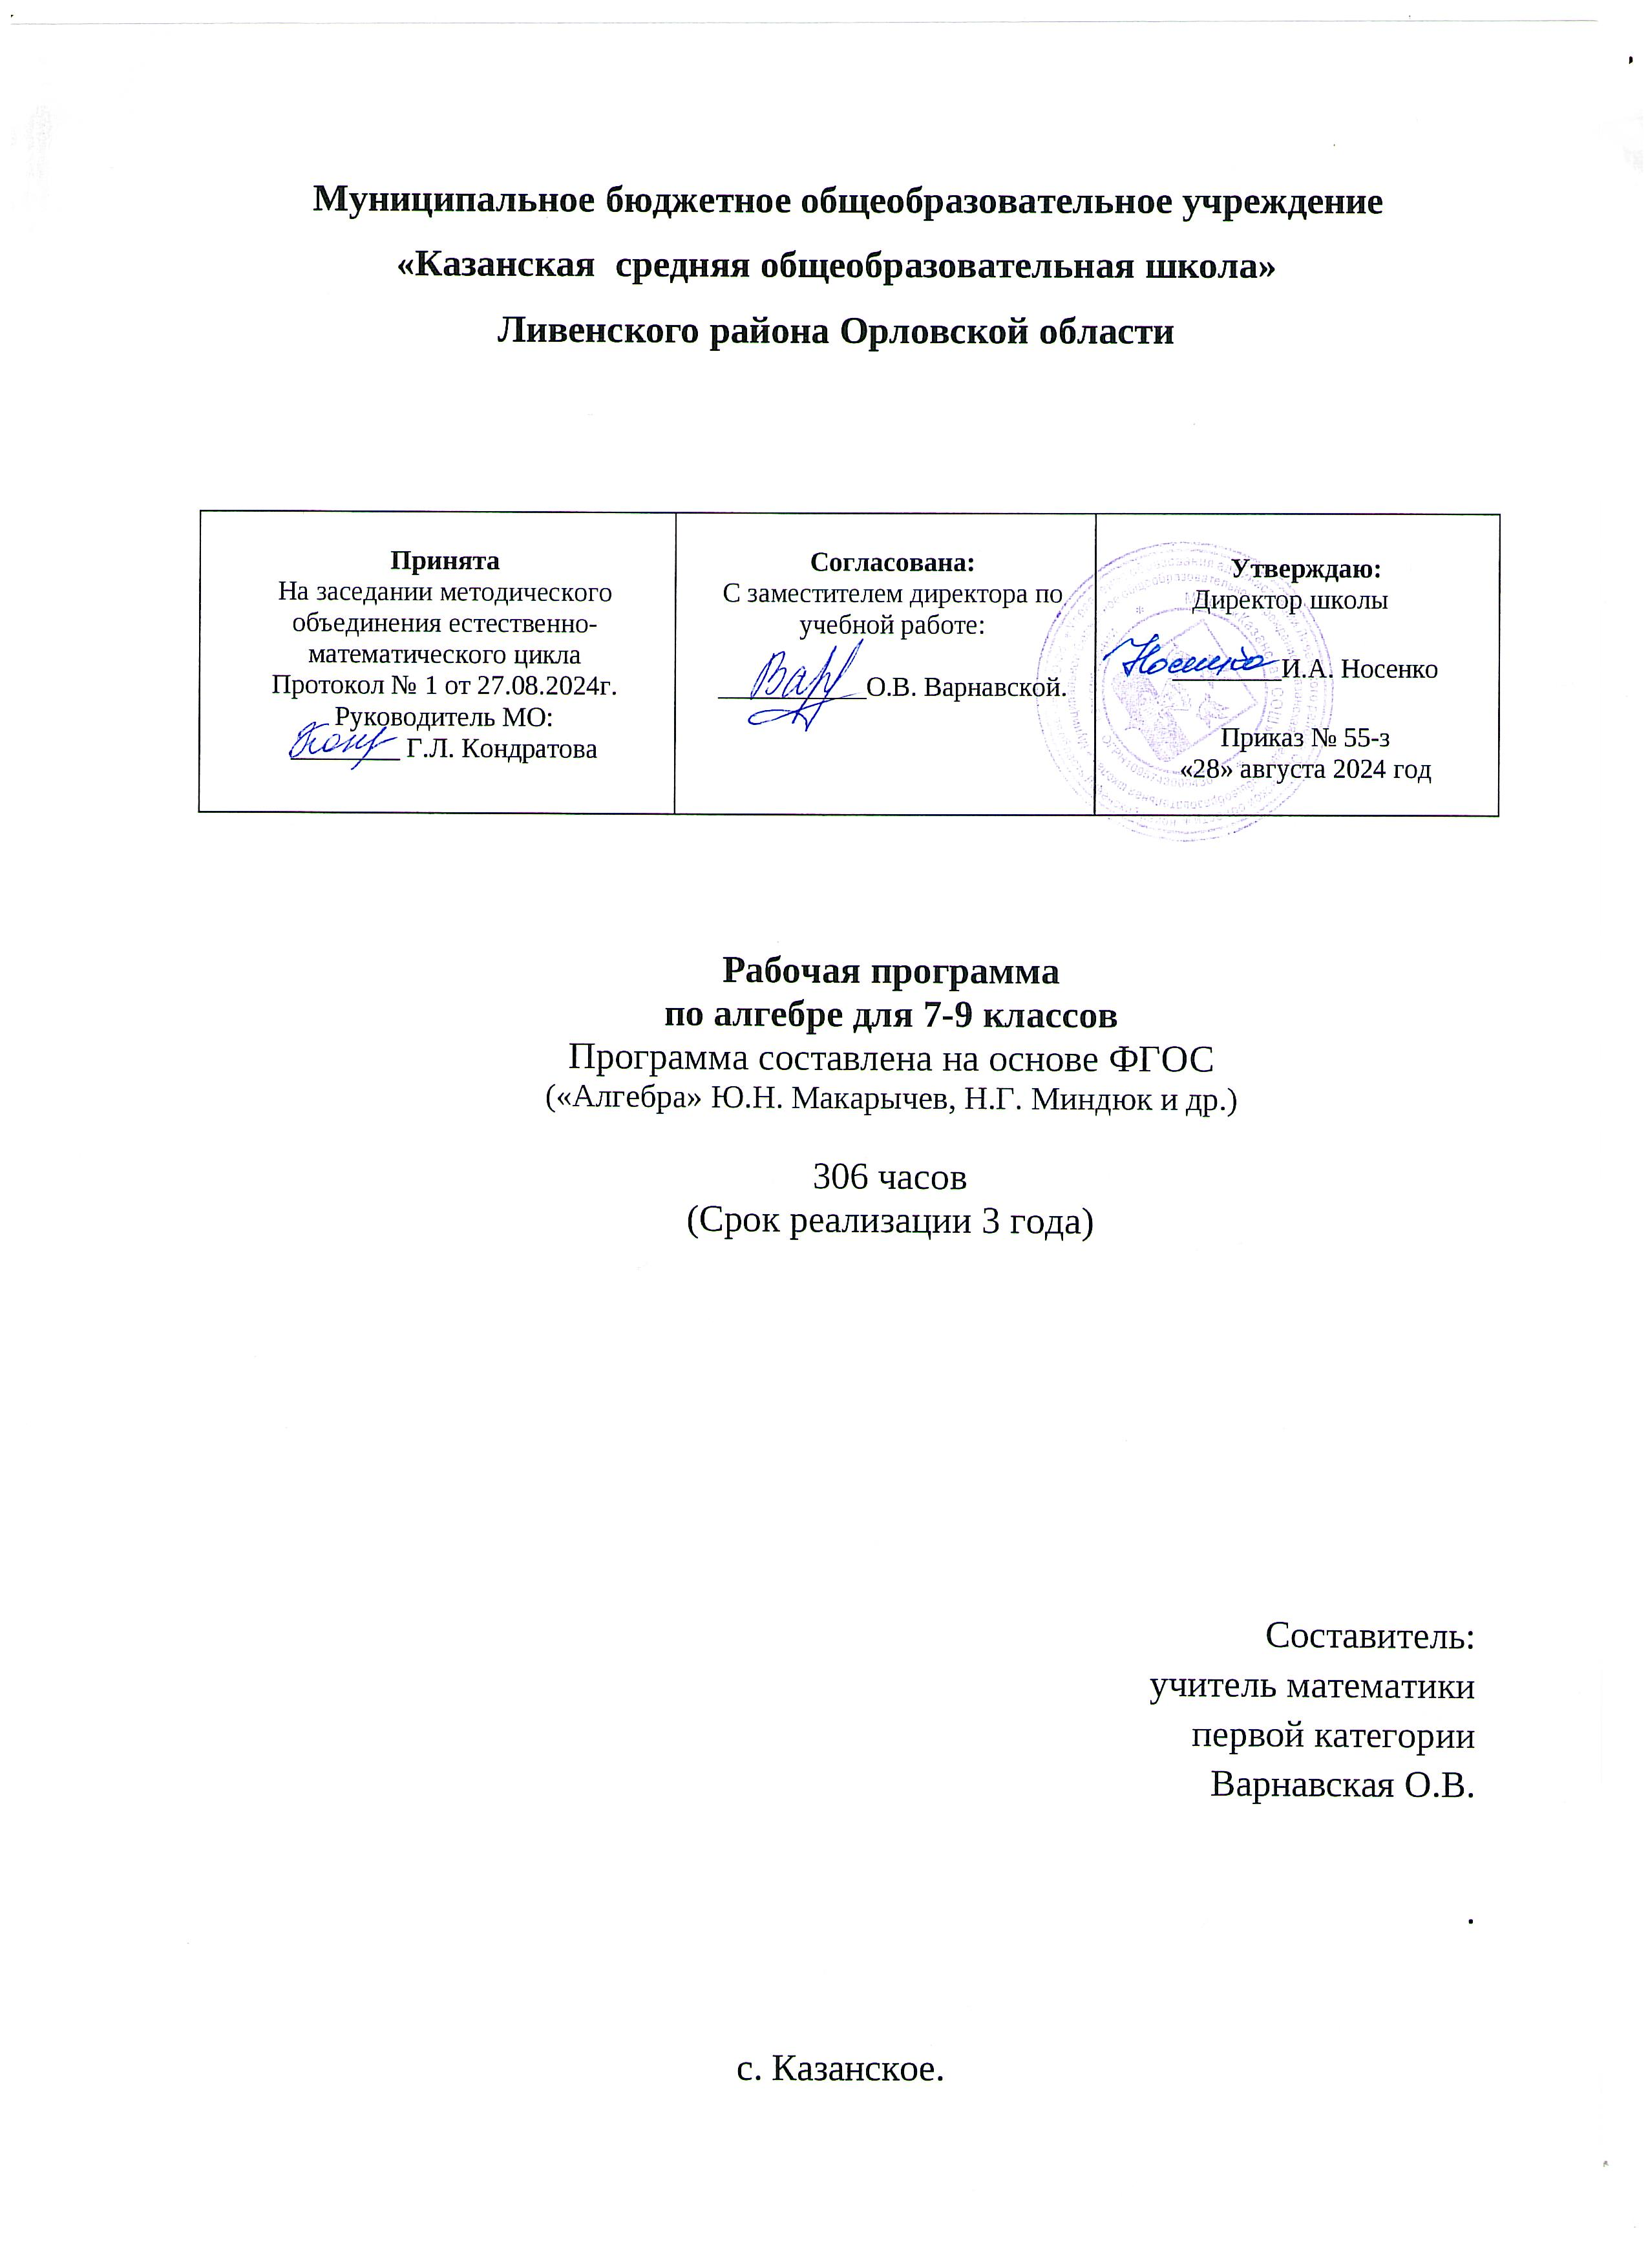 Муниципальное бюджетное общеобразовательное учреждение
«Казанская средняя общеобразовательная школа»
Ливенского района Орловской области
Принята
На заседании методического
объединения естественно-
математического цикла
Протокол № 1 от 27.08.2024г.
Руководитель МО:
________ Г.Л. Кондратова
Согласована:
С заместителем директора по
учебной работе:
___________О.В. Варнавской.
Утверждаю:
Директор школы
________И.А. Носенко
Приказ № 55-з
«28» августа 2024 год
Рабочая программа
по алгебре для 7-9 классов
Программа составлена на основе ФГОС
(«Алгебра» Ю.Н. Макарычев, Н.Г. Миндюк и др.)
306 часов
(Срок реализации 3 года)
Составитель:
учитель математики
первой категории
Варнавская О.В.
.
с. Казанское.